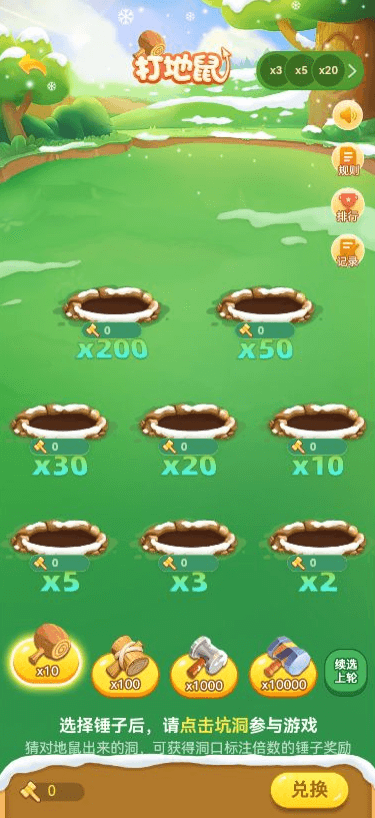 打地鼠
x3 x5 x20
规则
排行
记录
0 0
x200 x50
0 0 0
x30 x20 x10
0 0 0
x5 x3 x2
x10 x100 x1000 x10000
续选
上轮
选择锤子后，请点击坑洞参与游戏
猜对地鼠出来的洞，可获得洞口标注倍数的锤子奖励
0 兑换